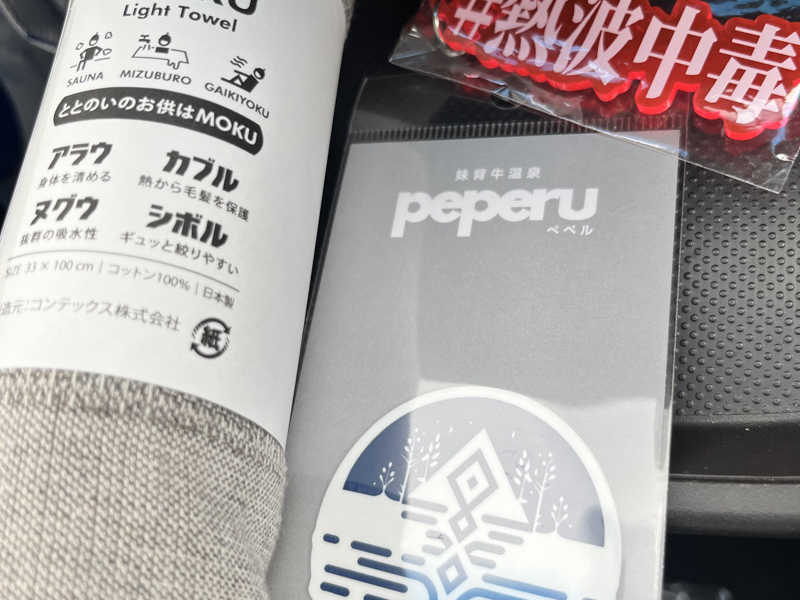 Light Towel
SAUNA
MIZUBURO
GAIKIYOKU
ととのいのお供はMOKU
アラウ
身体を清める
カブル
熱から毛髪を保護
ヌグウ
抜群の吸水性
シボル
ギュッと絞りやすい
SIZE 33 × 100 cm | コットン100% | 日本製
造元:コンテックス株式会社
紙
妹背牛温泉
peperu
ペペル
#熱波中毒